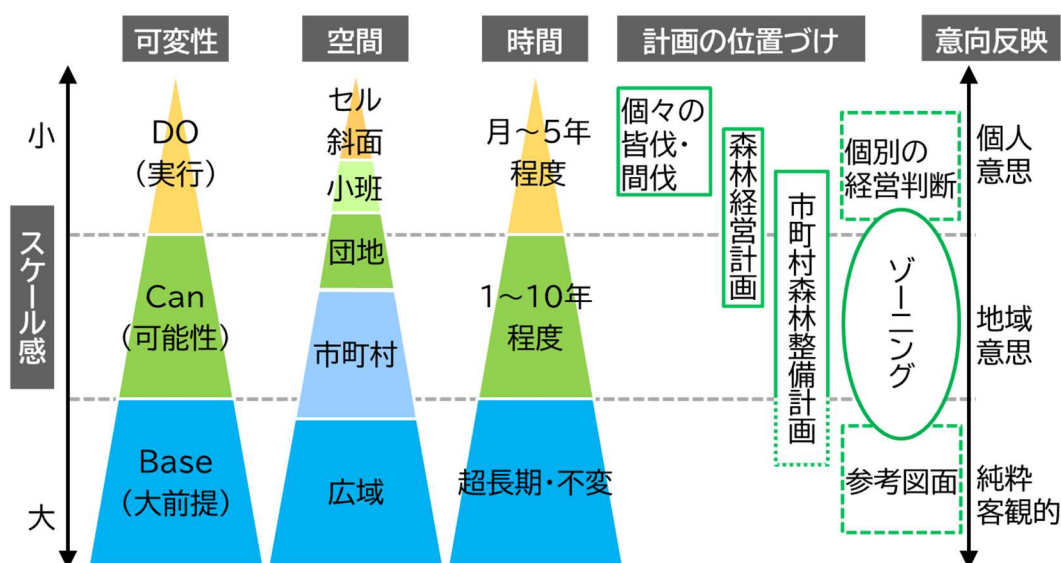 可変性
空間
時間
計画の位置づけ
意向反映
スケール感
小
大
DO
（実行）
Can
（可能性）
Base
（大前提）
セル
斜面
小班
団地
市町村
広域
月～5年
程度
1～10年
程度
超長期・不変
個々の
皆伐・
間伐
森林経営計画
市町村森林整備計画
個別の
経営判断
ゾーニング
参考図面
個人
意思
地域
意思
純粋
客観的